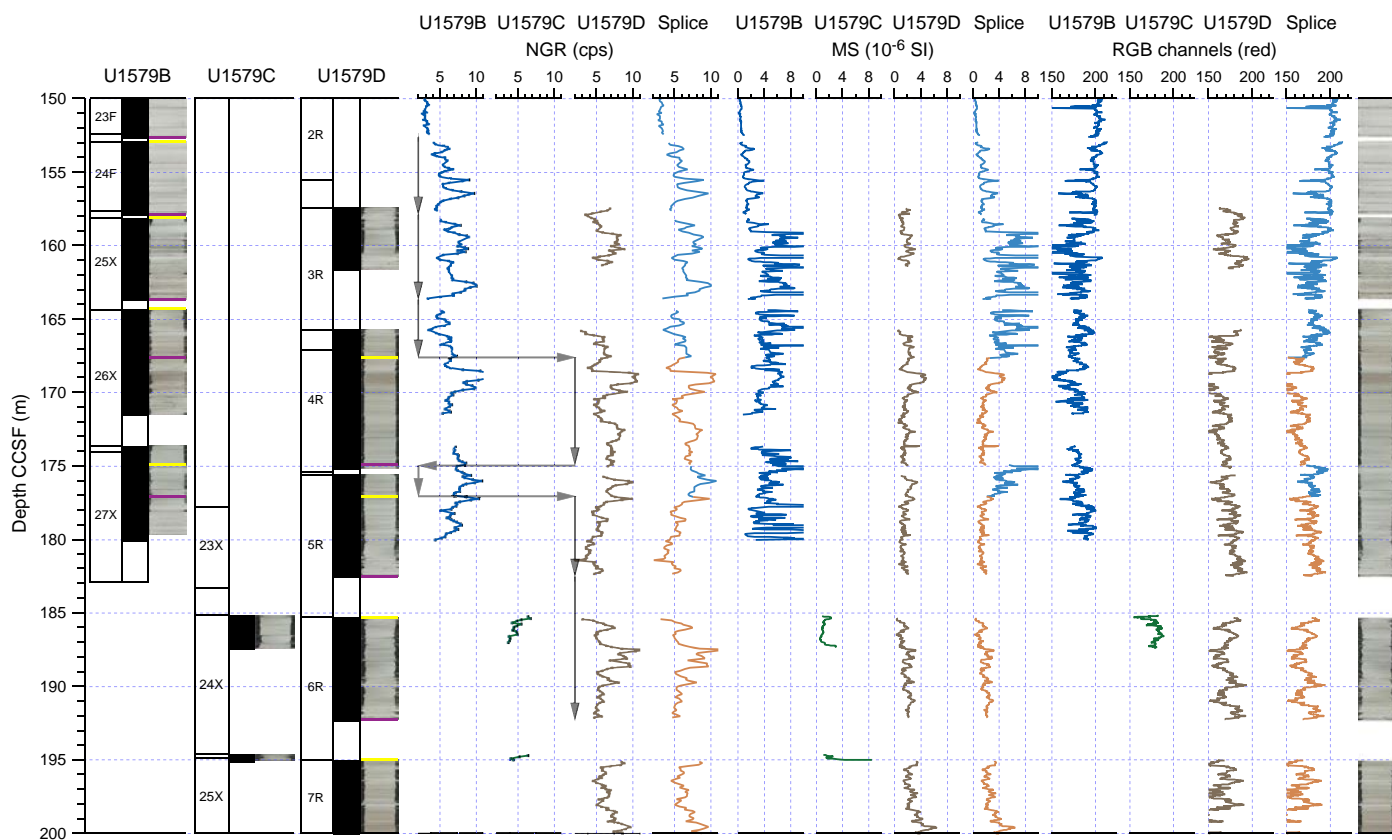 U1579B U1579C U1579D Splice U1579B U1579C U1579D Splice U1579B U1579C U1579D Splice
NGR (cps) MS (10-6 SI) RGB channels (red)
U1579B U1579C U1579D
5 10 5 10 5 10 5 10 0 4 8 0 4 8 0 4 8 0 4 8 150 200 150 200 150 200 150 200
Depth CCSF (m)
150
155
160
165
170
175
180
185
190
195
200
23F
24F
25X
26X
27X
23X
24X
25X
2R
3R
4R
5R
6R
7R